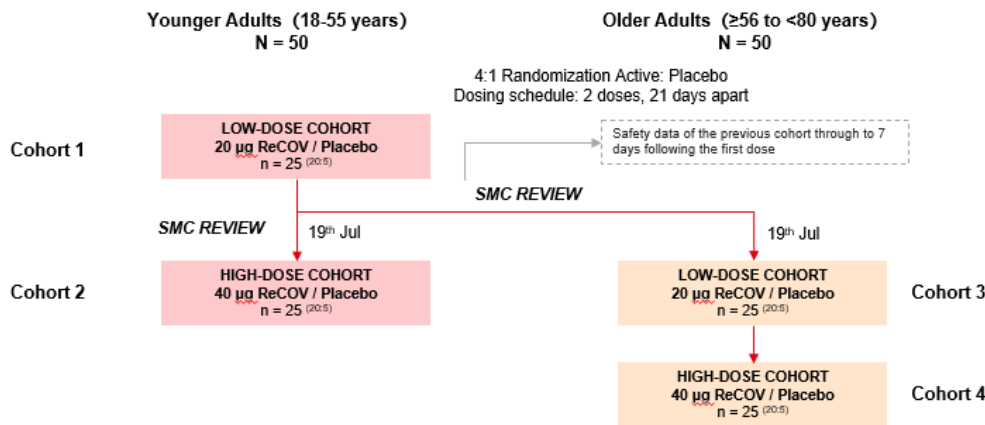 Younger Adults (18-55 years)
N = 50
Older Adults (≥56 to <80 years)
N = 50
4:1 Randomization Active: Placebo
Dosing schedule: 2 doses, 21 days apart
Cohort 1
LOW-DOSE COHORT
20 µg ReCOV / Placebo
n = 25 (20:5)
Safety data of the previous cohort through to 7
days following the first dose
SMC REVIEW
SMC REVIEW
19th Jul
19th Jul
Cohort 2
HIGH-DOSE COHORT
40 µg ReCOV / Placebo
n = 25 (20:5)
LOW-DOSE COHORT
20 µg ReCOV / Placebo
n = 25 (20:5)
Cohort 3
HIGH-DOSE COHORT
40 µg ReCOV / Placebo
n = 25 (20:5)
Cohort 4